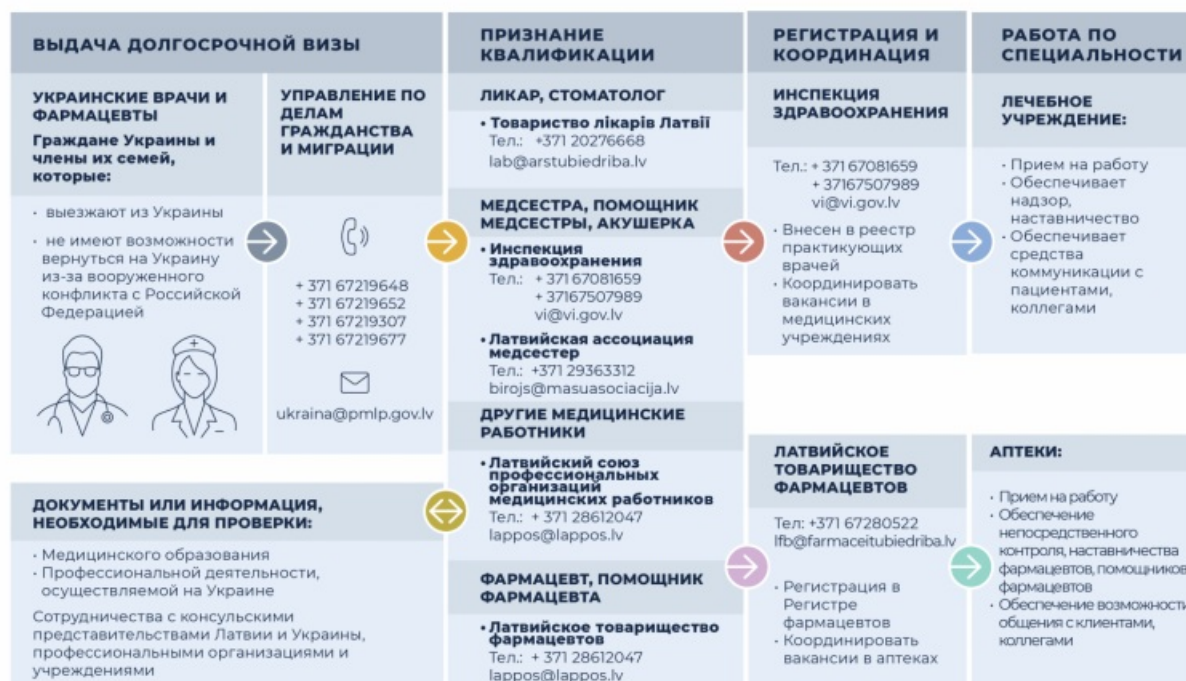 ВЫДАЧА ДОЛГОСРОЧНОЙ ВИЗЫ
УКРАИНСКИЕ ВРАЧИ И
ФАРМАЦЕВТЫ
Граждане Украины и
члены их семей,
которые:
· выезжают из Украины
· не имеют возможности
вернуться на Украину
из-за вооруженного
конфликта с Российской
Федерацией
УПРАВЛЕНИЕ ПО
ДЕЛАМ
ГРАЖДАНСТВА
И МИГРАЦИИ
+ 371 67219648
+ 371 67219652
+ 371 67219307
+ 371 67219677
ukraina@pmlp.gov.lv
ДОКУМЕНТЫ ИЛИ ИНФОРМАЦИЯ,
НЕОБХОДИМЫЕ ДЛЯ ПРОВЕРКИ:
· Медицинского образования
· Профессиональной деятельности,
осуществляемой на Украине
Сотрудничества с консульскими
представительствами Латвии и Украины,
профессиональными организациями и
учреждениями
ПРИЗНАНИЕ
КВАЛИФИКАЦИИ
ЛИКАР, СТОМАТОЛОГ
• Товариство лікарів Латвії
Тел.: +371 20276668
lab@arstubiedriba.lv
МЕДСЕСТРА, ПОМОЩНИК
МЕДСЕСТРЫ, АКУШЕРКА
• Инспекция
здравоохранения
Тел.: + 371 67081659
+ 37167507989
vi@vi.gov.lv
• Латвийская ассоциация
медсестер
Тел.: +371 29363312
birojs@masuasociacija.lv
ДРУГИЕ МЕДИЦИНСКИЕ
РАБОТНИКИ
• Латвийский союз
профессиональных
организаций
медицинских работников
Тел.: + 371 28612047
lappos@lappos.lv
ФАРМАЦЕВТ, ПОМОЩНИК
ФАРМАЦЕВТА
• Латвийское товарищество
фармацевтов
Тел.: + 371 28612047
lappos@lappos.lv
РЕГИСТРАЦИЯ И
КООРДИНАЦИЯ
ИНСПЕКЦИЯ
ЗДРАВООХРАНЕНИЯ
Тел.: + 371 67081659
+ 37167507989
vi@vi.gov.lv
· Внесен в реестр
практикующих
врачей
· Координировать
вакансии в
медицинских
учреждениях
ЛАТВИЙСКОЕ
ТОВАРИЩЕСТВО
ФАРМАЦЕВТОВ
Тел: +371 67280522
lfb@farmaceitubiedriba.lv
· Регистрация в
Регистре
фармацевтов
· Координировать
вакансии в аптеках
РАБОТА ПО
СПЕЦИАЛЬНОСТИ
ЛЕЧЕБНОЕ
УЧРЕЖДЕНИЕ:
· Прием на работу
· Обеспечивает
надзор,
наставничество
· Обеспечивает
средства
коммуникации с
пациентами,
коллегами
АПТЕКИ:
· Прием на работу
· Обеспечение
непосредственного
контроля, наставничества
фармацевтов, помощников
фармацевтов
· Обеспечение возможности
общения с клиентами,
коллегами